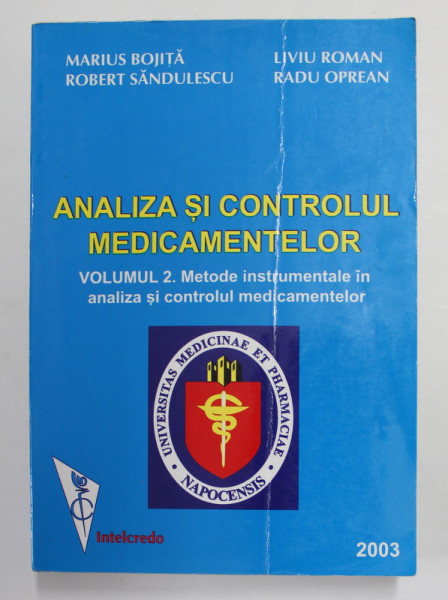 MARIUS BOJIȚĂ LIVIU ROMAN
ROBERT SĂNDULESCU RADU OPREAN
ANALIZA ȘI CONTROLUL
MEDICAMENTELOR
VOLUMUL 2. Metode instrumentale în
analiza și controlul medicamentelor
UNIVERSITAS MEDICINAE ET PHARMACIAE
NAPOCENSIS
Intelcredo
2003